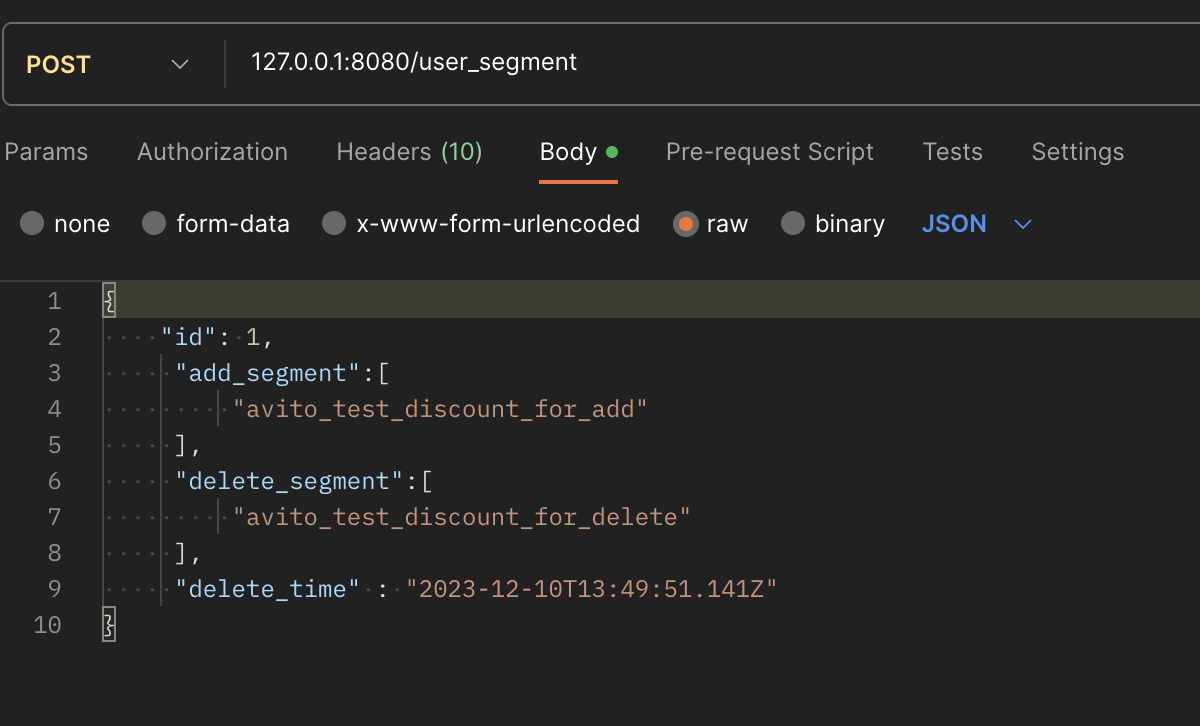 POST 127.0.0.1:8080/user_segment
Params Authorization Headers (10) Body Pre-request Script Tests Settings
none form-data x-www-form-urlencoded raw binary JSON
1 {
2 "id": 1,
3 "add_segment":[
4 "avito_test_discount_for_add"
5 ],
6 "delete_segment":[
7 "avito_test_discount_for_delete"
8 ],
9 "delete_time" : "2023-12-10T13:49:51.141Z"
10 }